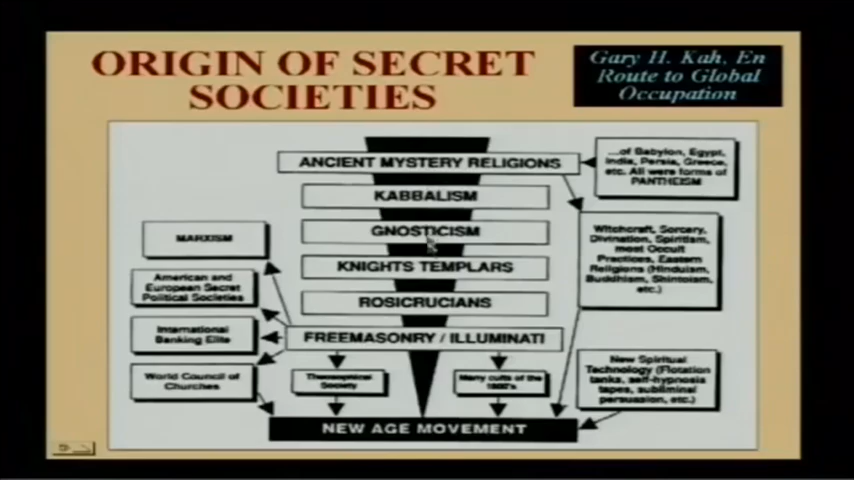 ORIGIN OF SECRET
SOCIETIES
Gary H. Kah, En
Route to Global
Occupation
ANCIENT MYSTERY RELIGIONS
...of Babylon, Egypt,
India, Persia, Greece,
etc. All were forms of
PANTHEISM
KABBALISM
GNOSTICISM
KNIGHTS TEMPLARS
ROSICRUCIANS
FREEMASONRY / ILLUMINATI
MARXISM
American and
European Secret
Political Societies
International
Banking Elite
World Council of
Churches
Witchcraft, Sorcery,
Divination, Spiritism,
most Occult
Practices, Eastern
Religions (Hinduism,
Buddhism, Shintoism,
etc.)
Theosophical
Society
Many cults of the
1800's
New Spiritual
Technology (Flotation
tanks, self-hypnosis
tapes, subliminal
persuasion, etc.)
NEW AGE MOVEMENT